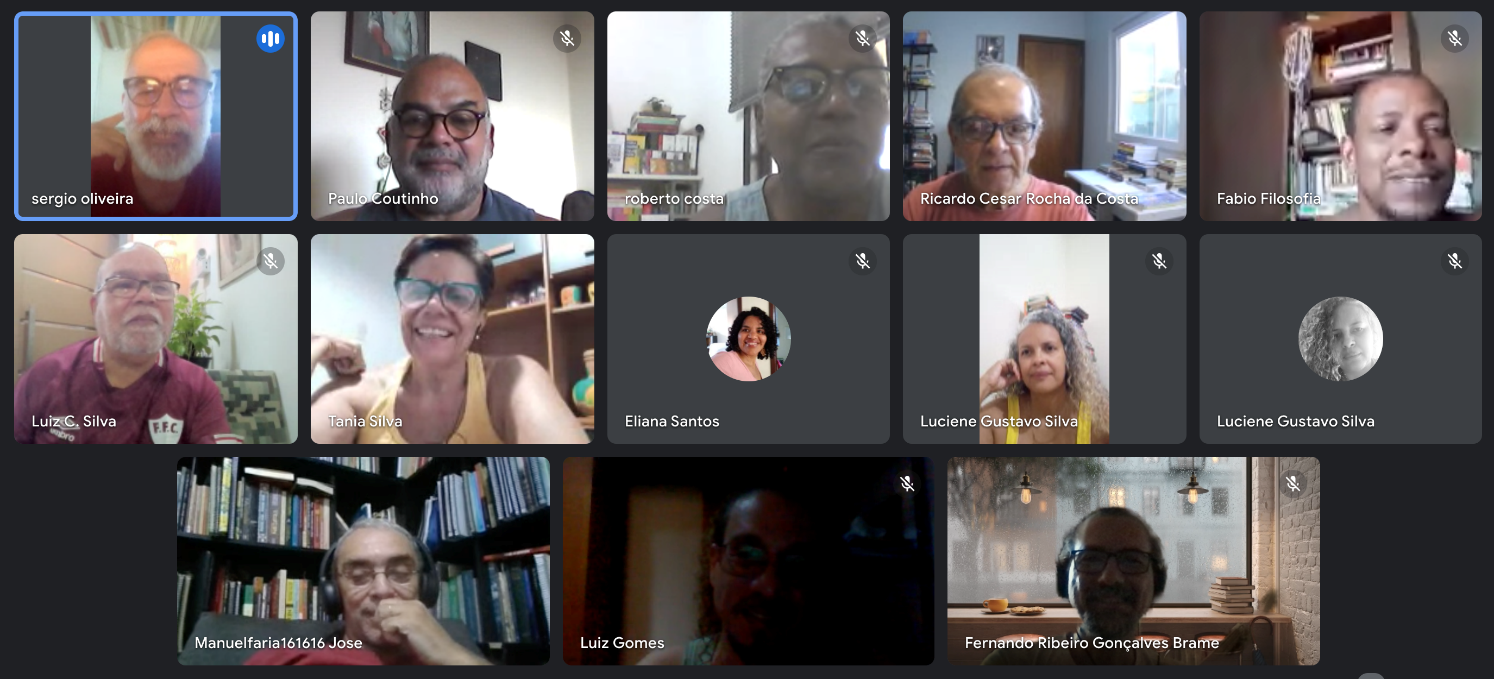 sergio oliveira
Paulo Coutinho
roberto costa
Ricardo Cesar Rocha da Costa
Fabio Filosofia
Luiz C. Silva
F.F.C.
Tania Silva
Eliana Santos
Luciene Gustavo Silva
Luciene Gustavo Silva
Manuelfaria161616 Jose
Luiz Gomes
Fernando Ribeiro Gonçalves Brame